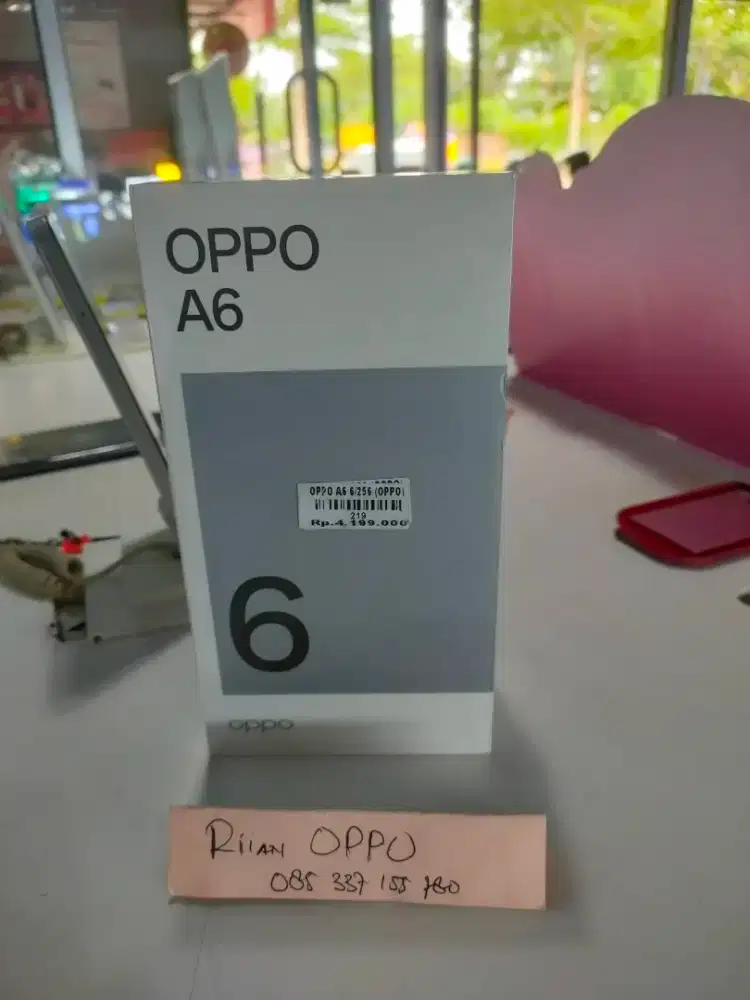 OPPO
A6
OPPO A6 6/256 (OPPO)
219
Rp.4.199.000
6
oppo
Riian OPPO
085 337 155 780